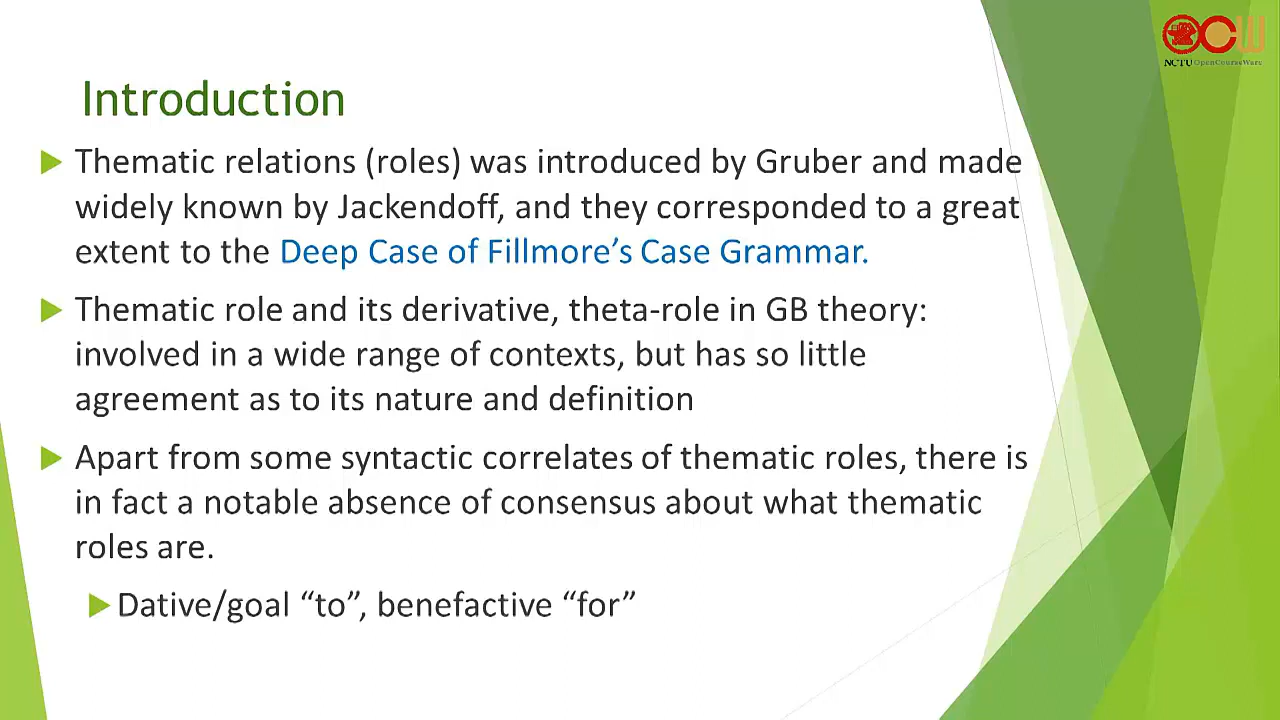 OCW
NCTU OpenCourseWare
Introduction
Thematic relations (roles) was introduced by Gruber and made
widely known by Jackendoff, and they corresponded to a great
extent to the Deep Case of Fillmore’s Case Grammar.
Thematic role and its derivative, theta-role in GB theory:
involved in a wide range of contexts, but has so little
agreement as to its nature and definition
Apart from some syntactic correlates of thematic roles, there is
in fact a notable absence of consensus about what thematic
roles are.
Dative/goal “to”, benefactive “for”